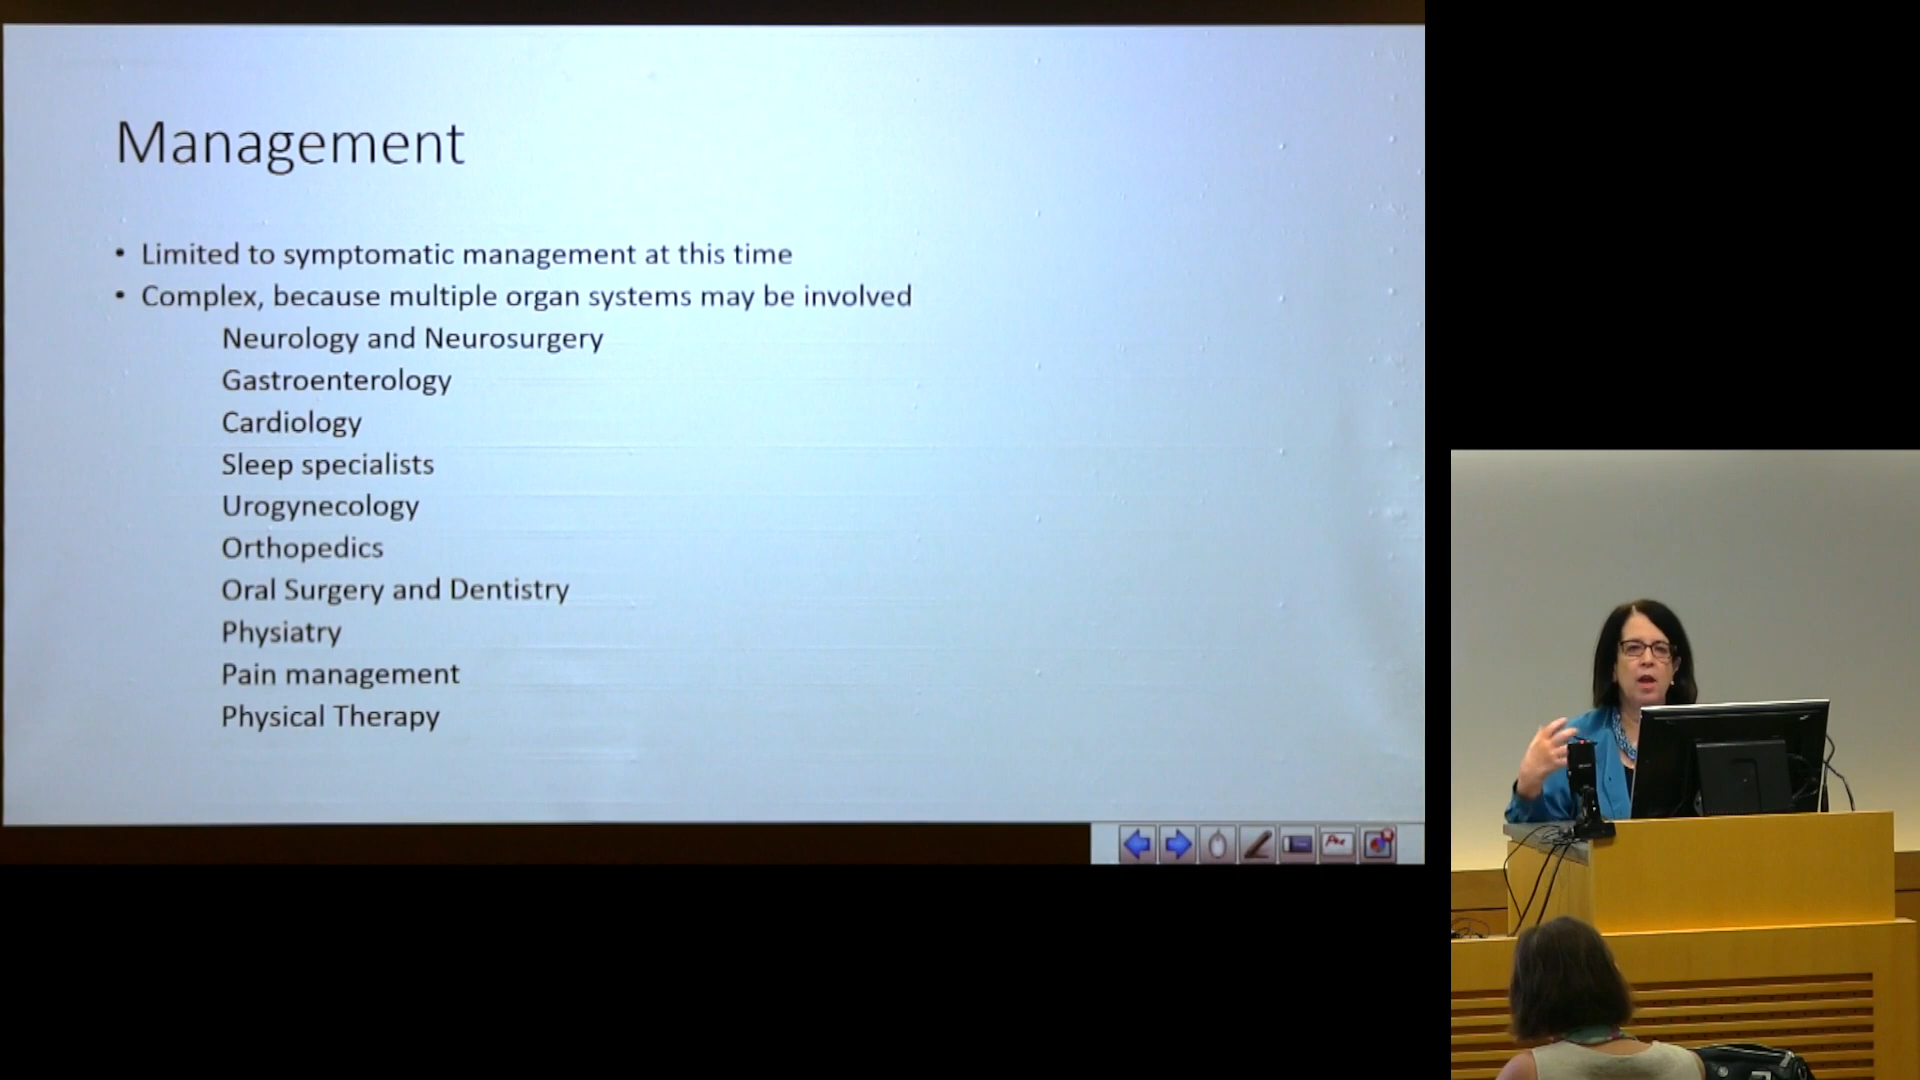 Management
• Limited to symptomatic management at this time
• Complex, because multiple organ systems may be involved
Neurology and Neurosurgery
Gastroenterology
Cardiology
Sleep specialists
Urogynecology
Orthopedics
Oral Surgery and Dentistry
Physiatry
Pain management
Physical Therapy